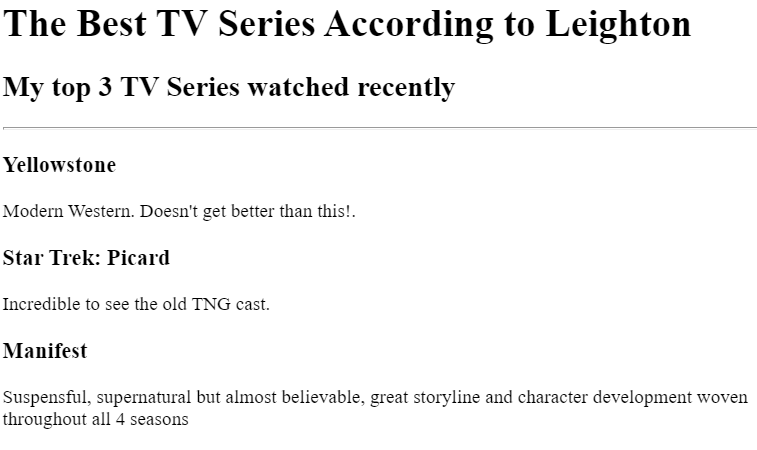 The Best TV Series According to Leighton
My top 3 TV Series watched recently
Yellowstone
Modern Western. Doesn't get better than this!.
Star Trek: Picard
Incredible to see the old TNG cast.
Manifest
Suspensful, supernatural but almost believable, great storyline and character development woven
throughout all 4 seasons